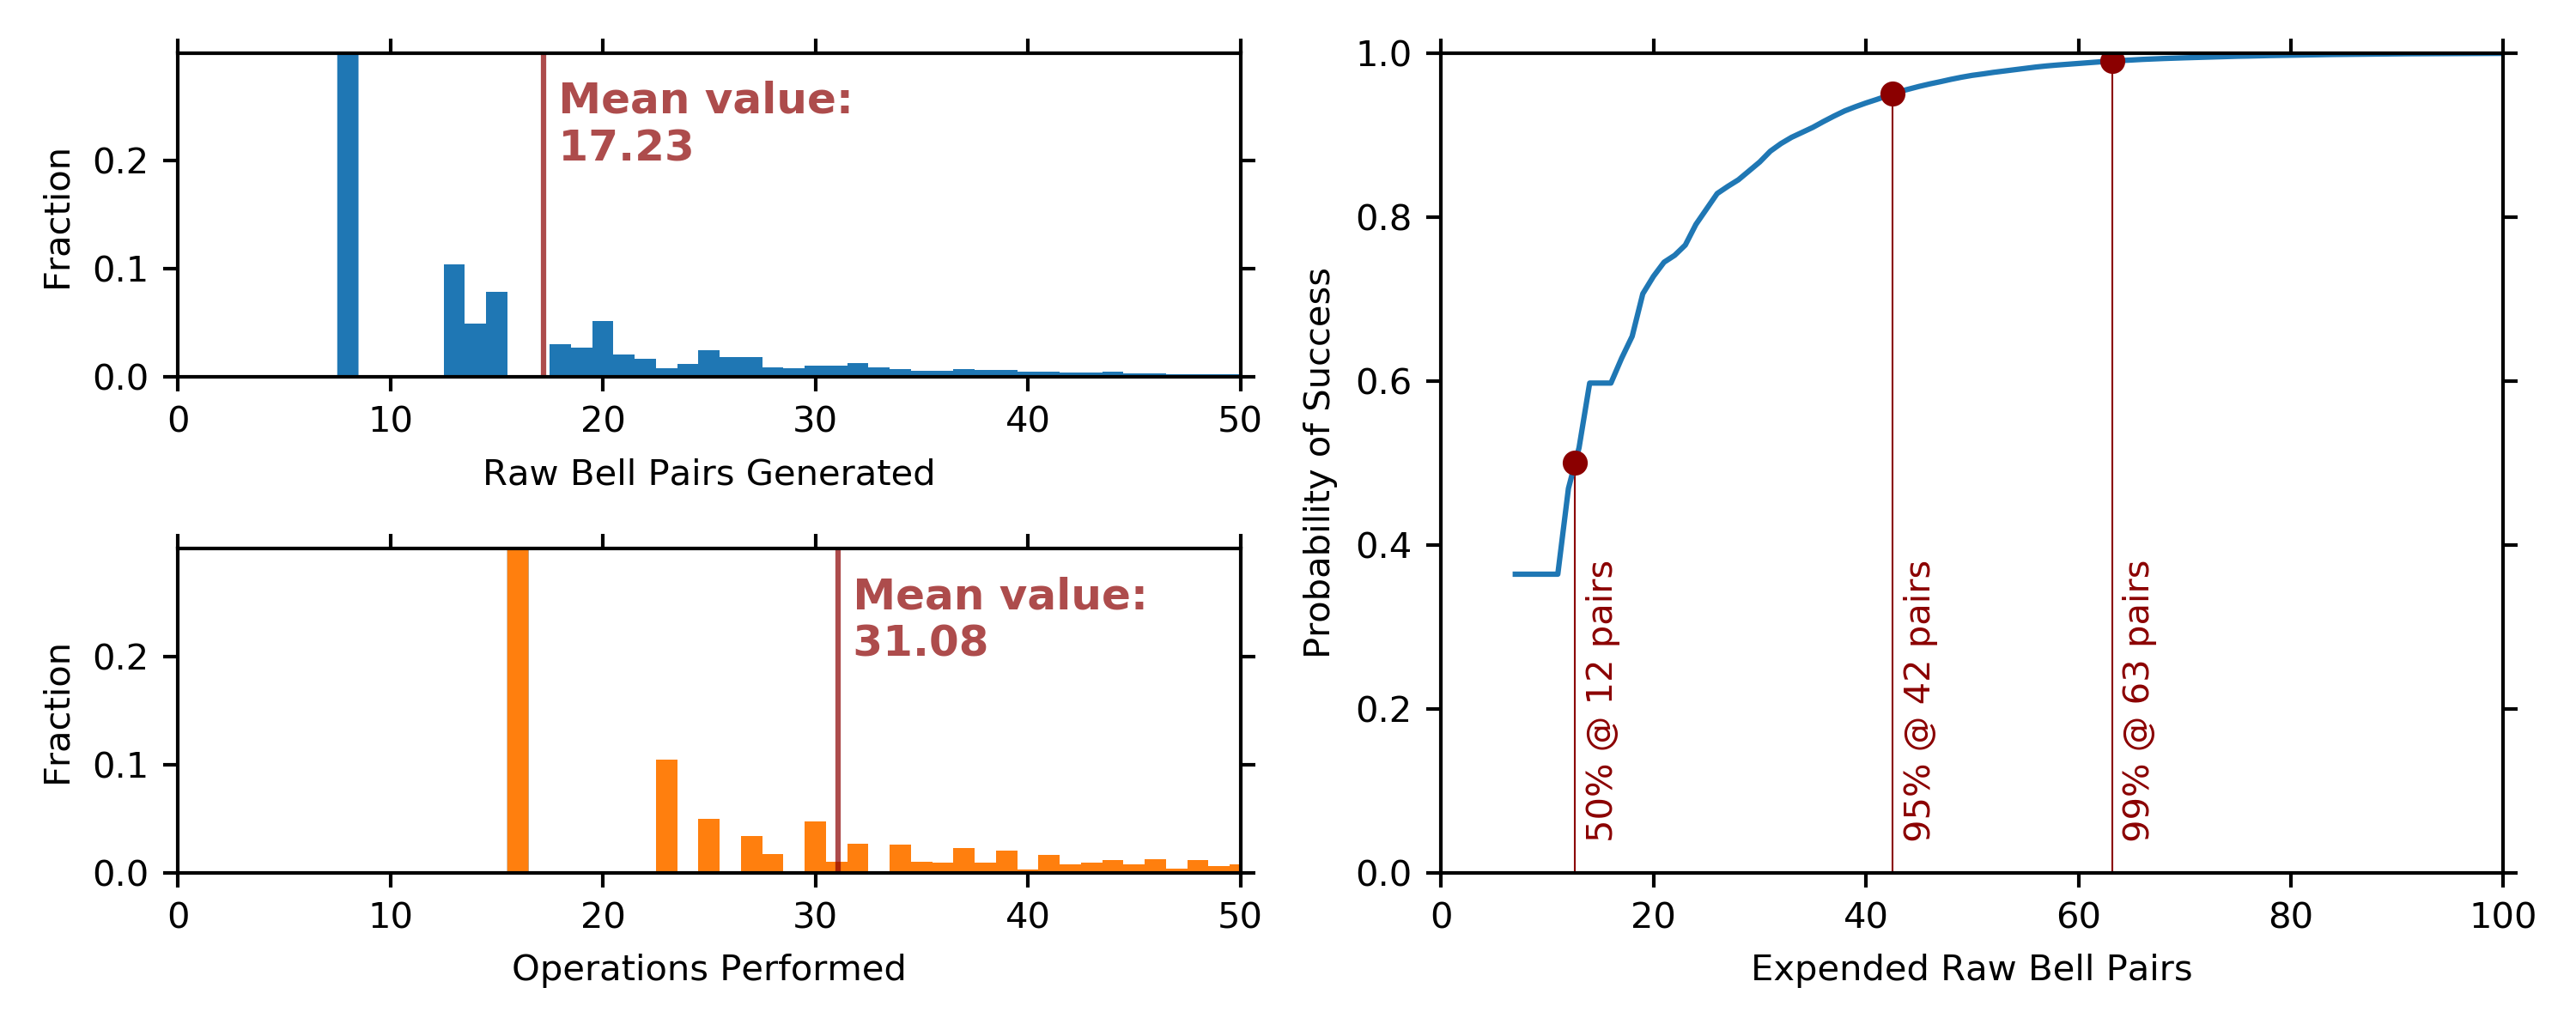 Mean value:
17.23
Fraction
0.2
0.1
0.0
0 10 20 30 40 50
Raw Bell Pairs Generated
Mean value:
31.08
Fraction
0.2
0.1
0.0
0 10 20 30 40 50
Operations Performed
Probability of Success
1.0
0.8
0.6
0.4
0.2
0.0
50% @ 12 pairs
95% @ 42 pairs
99% @ 63 pairs
0 20 40 60 80 100
Expended Raw Bell Pairs